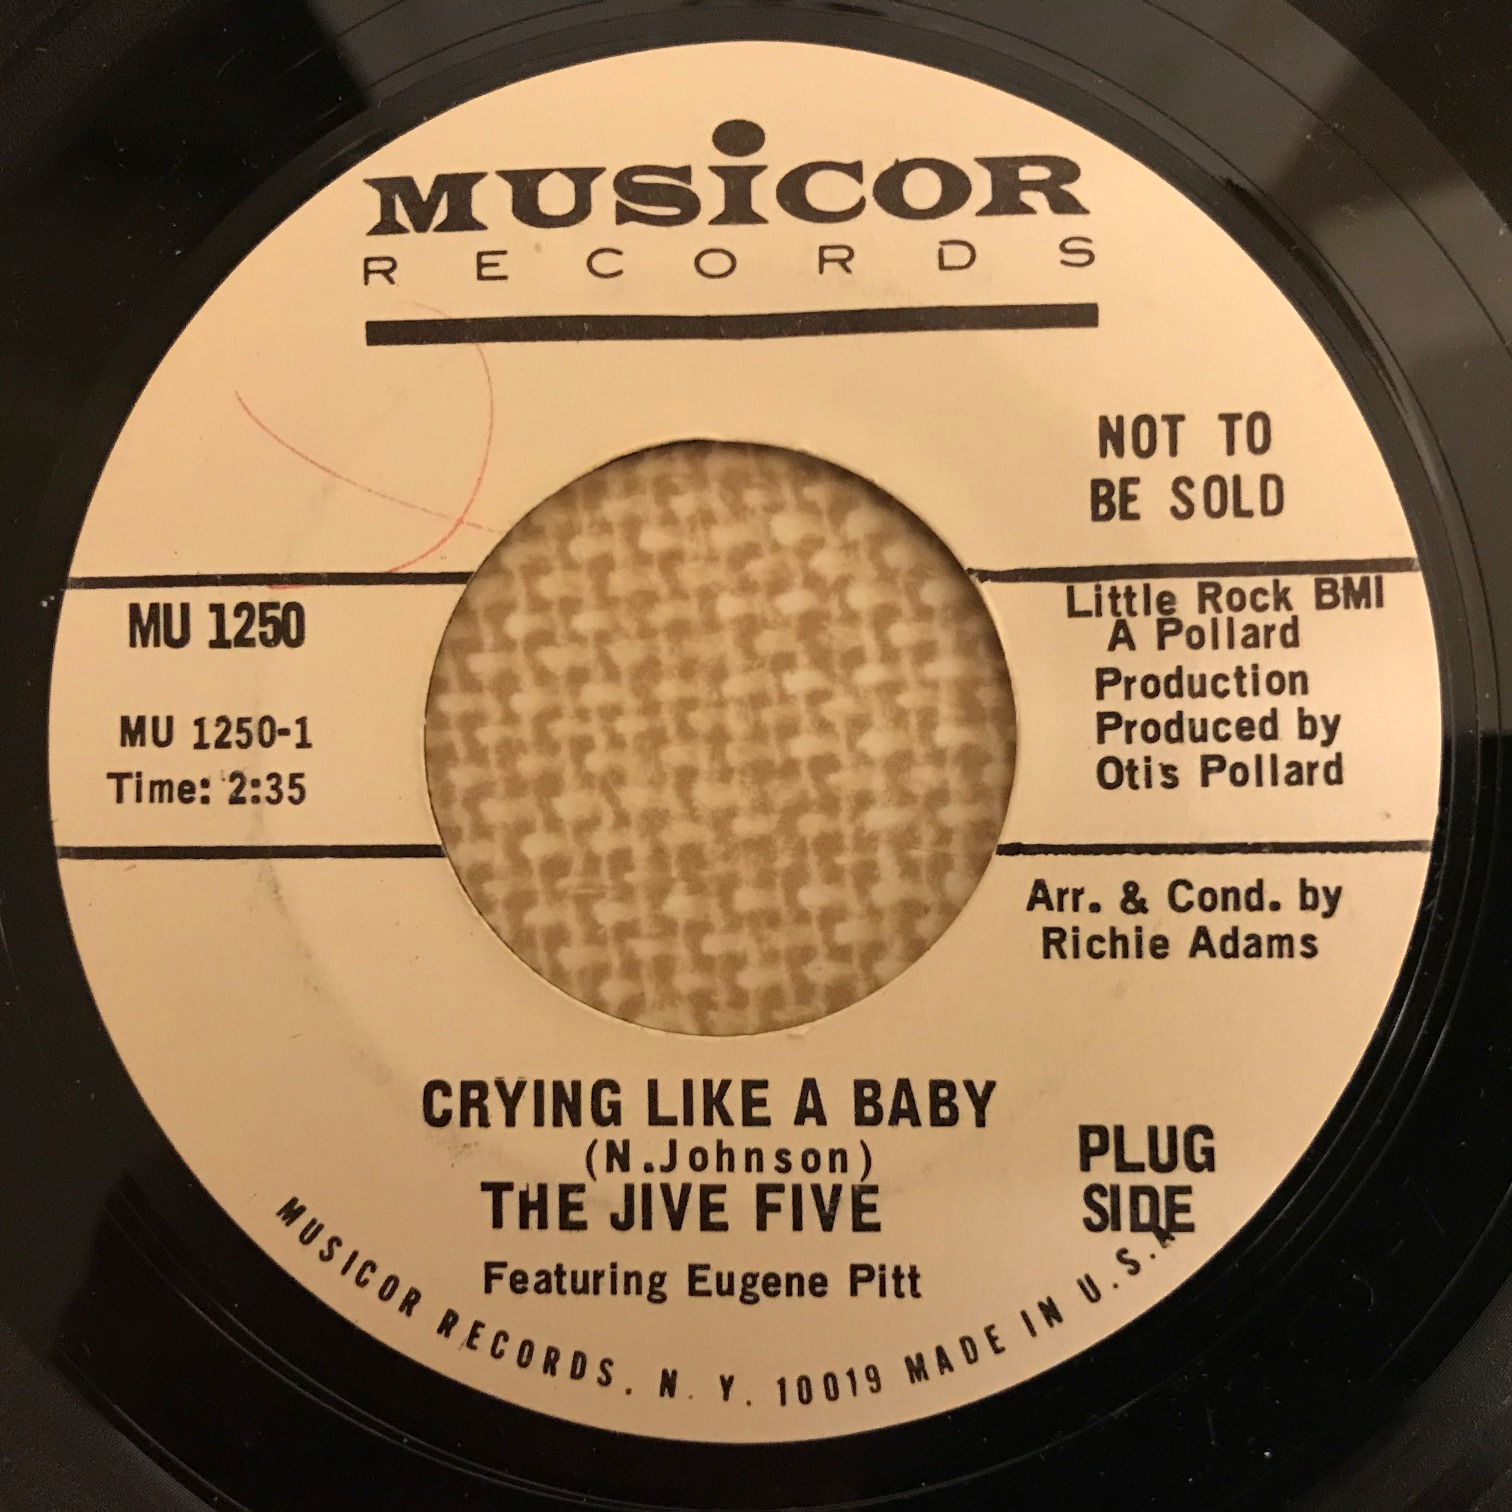 MUSiCOR
RECORDS
NOT TO
BE SOLD
MU 1250
MU 1250-1
Time: 2:35
Little Rock BMI
A Pollard
Production
Produced by
Otis Pollard
Arr. & Cond. by
Richie Adams
CRYING LIKE A BABY
(N.Johnson)
THE JIVE FIVE
Featuring Eugene Pitt
PLUG
SIDE
MUSICOR RECORDS. N. Y. 10019 MADE IN U.S.A